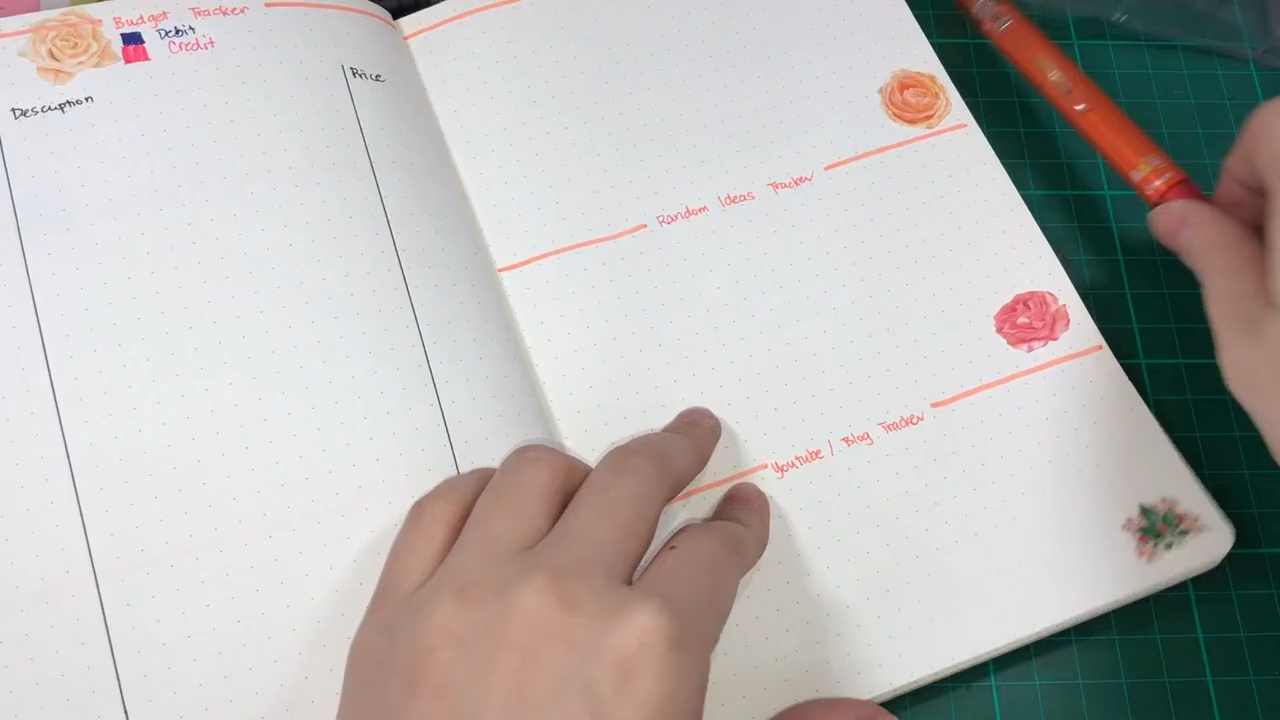 Budget Tracker
Debit
Credit
Description
Price
Random Ideas Tracker
Youtube / Blog Tracker